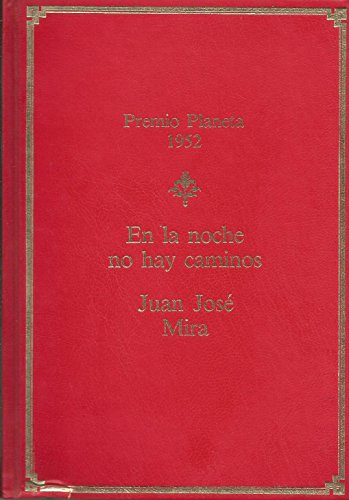 Premio Planeta
1952
En la noche
no hay caminos
Juan José
Mira